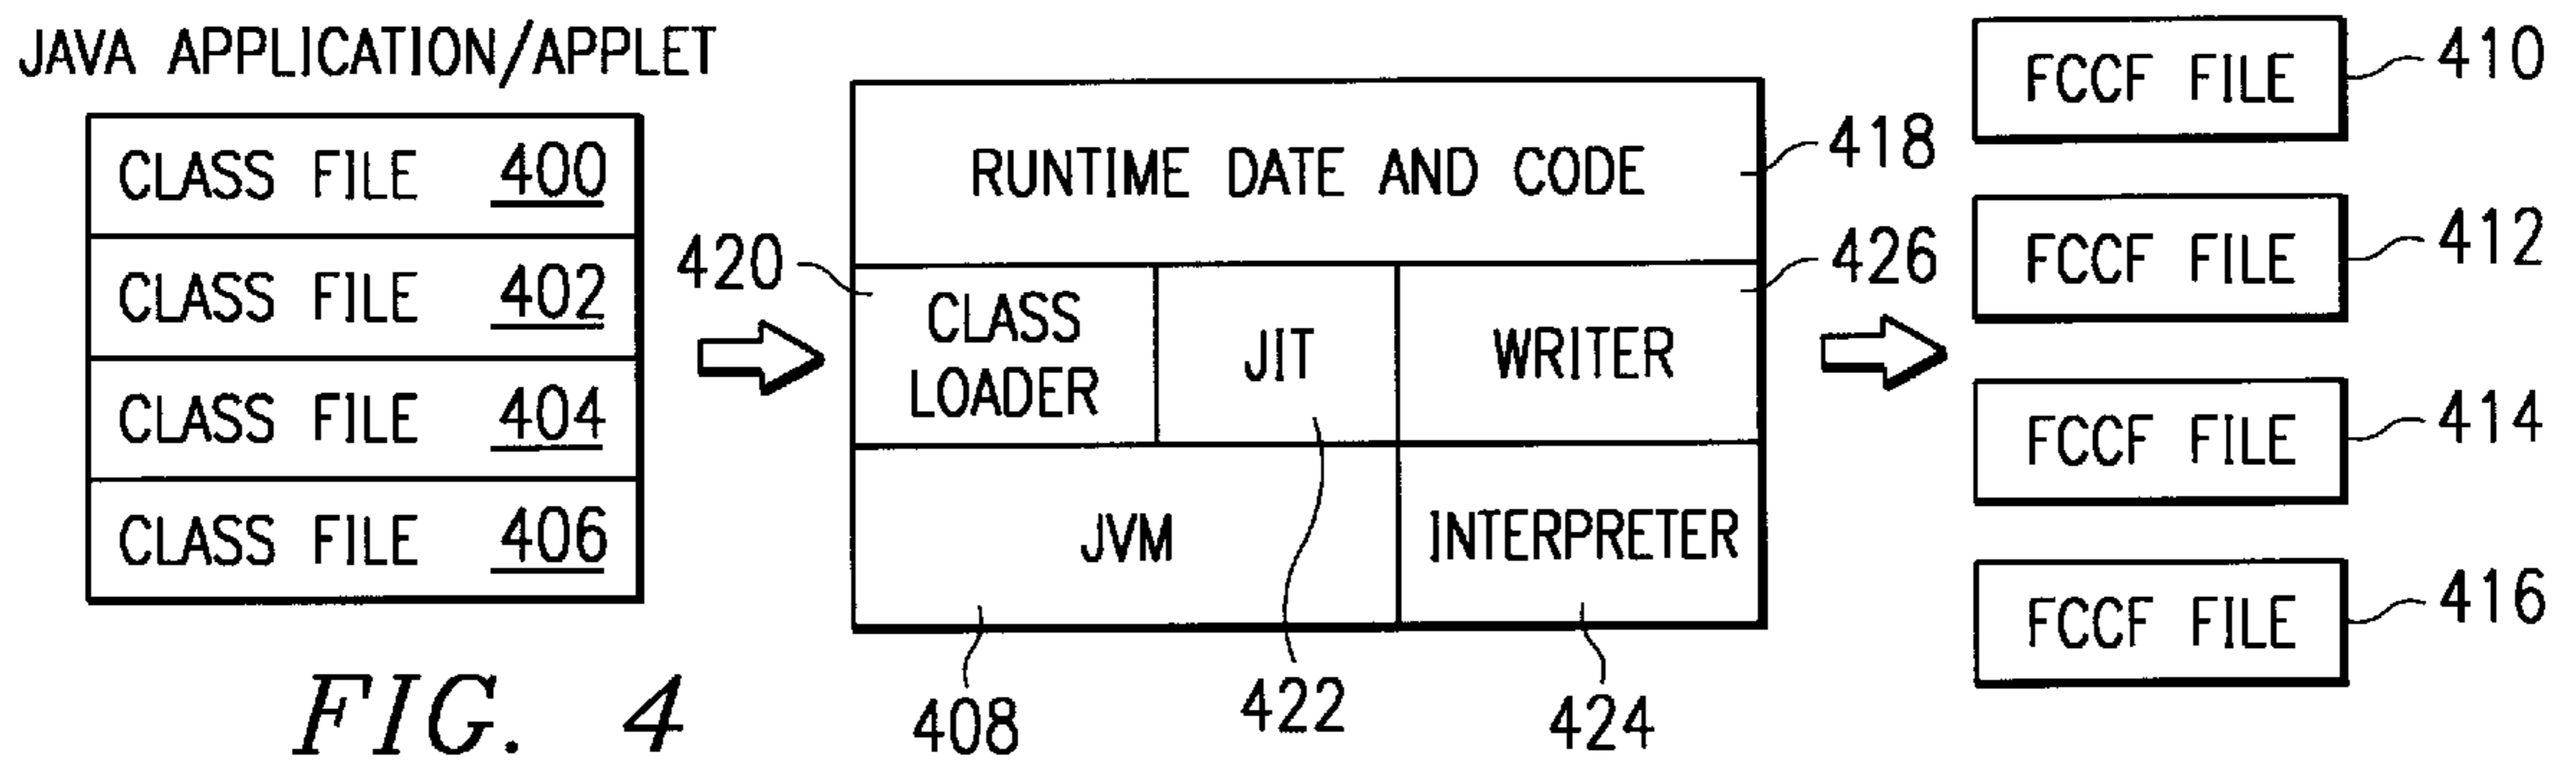 JAVA APPLICATION/APPLET
CLASS FILE 400
CLASS FILE 402
CLASS FILE 404
CLASS FILE 406
RUNTIME DATE AND CODE
418
420
CLASS
LOADER
JIT
WRITER
426
JVM
INTERPRETER
408
422
424
FCCF FILE 410
FCCF FILE 412
FCCF FILE 414
FCCF FILE 416
FIG. 4